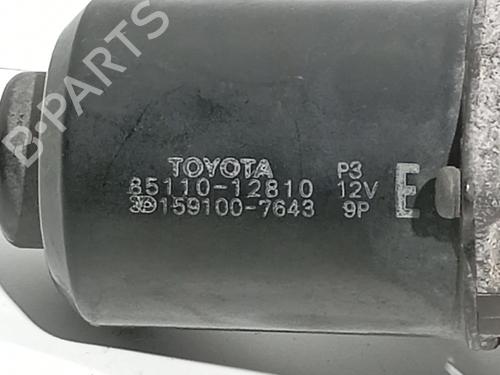 TOYOTA P3
85110-12810 12V E
159100-7643 9P
B-PARTS